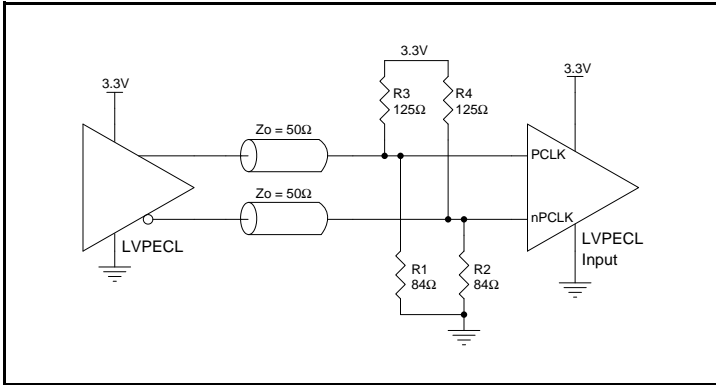 3.3V
3.3V
3.3V
R3
125Ω
R4
125Ω
Zo = 50Ω
PCLK
Zo = 50Ω
nPCLK
LVPECL
LVPECL
Input
R1
84Ω
R2
84Ω